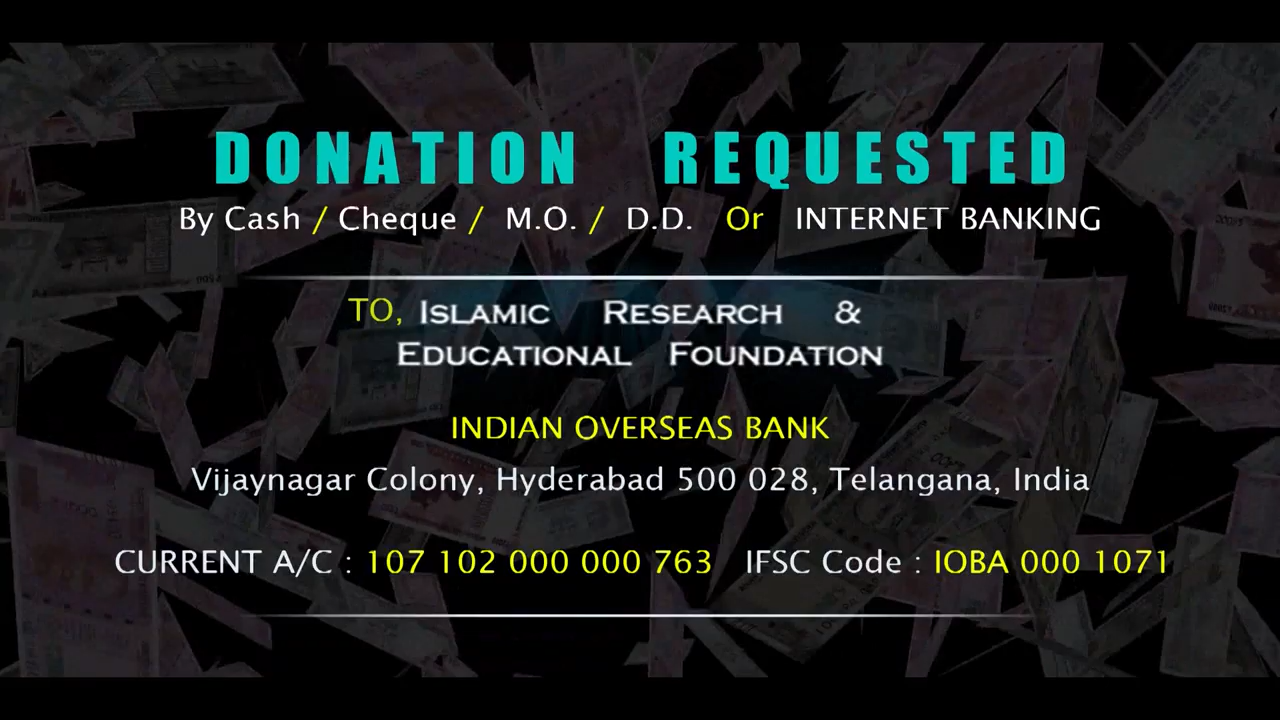 DONATION REQUESTED
By Cash / Cheque / M.O. / D.D. Or INTERNET BANKING
TO, ISLAMIC RESEARCH &
EDUCATIONAL FOUNDATION
INDIAN OVERSEAS BANK
Vijaynagar Colony, Hyderabad 500 028, Telangana, India
CURRENT A/C : 107 102 000 000 763 IFSC Code : IOBA 000 1071